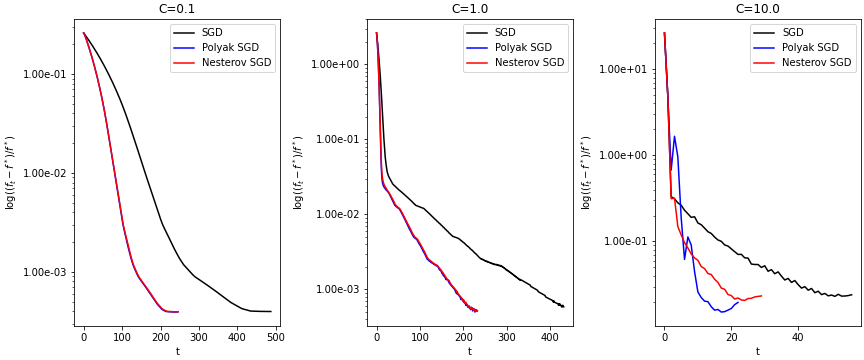 C=0.1
1.00e-01
1.00e-02
1.00e-03
log((f_t − f*)/f*)
0 100 200 300 400 500
t
SGD
Polyak SGD
Nesterov SGD
C=1.0
1.00e+00
1.00e-01
1.00e-02
1.00e-03
log((f_t − f*)/f*)
0 100 200 300 400
t
SGD
Polyak SGD
Nesterov SGD
C=10.0
1.00e+01
1.00e+00
1.00e-01
log((f_t − f*)/f*)
0 20 40
t
SGD
Polyak SGD
Nesterov SGD